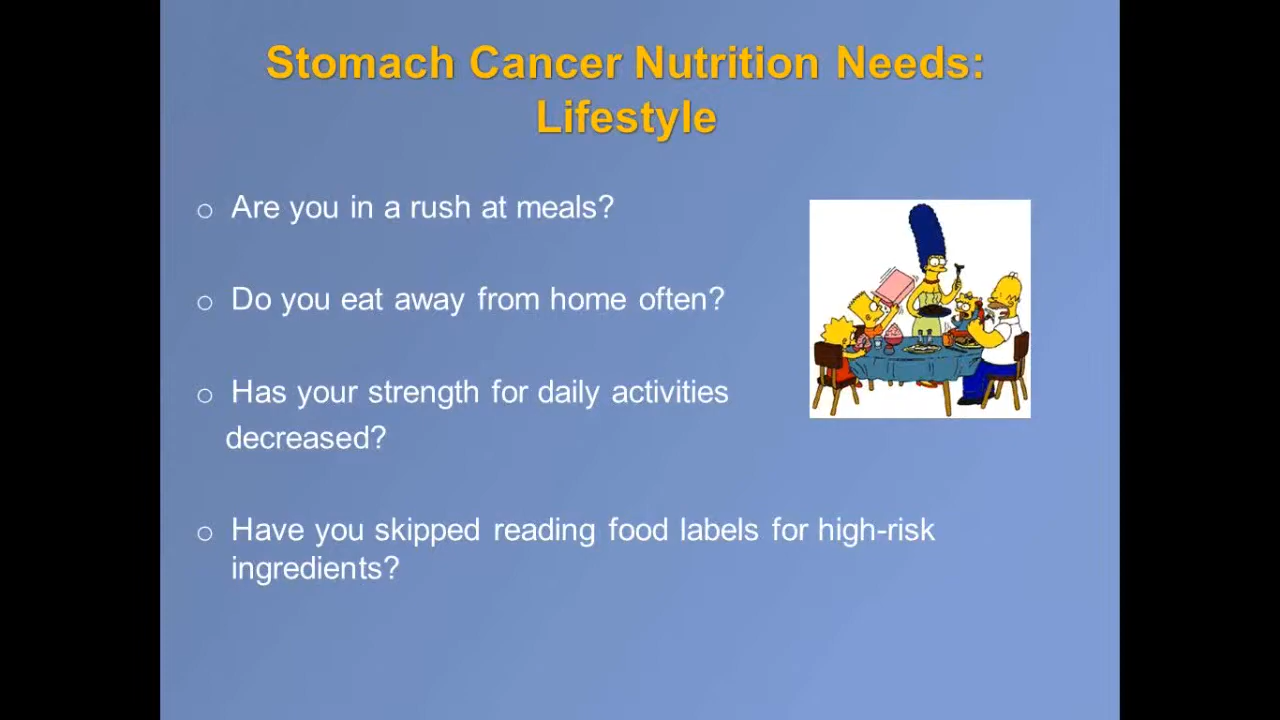 Stomach Cancer Nutrition Needs:
Lifestyle
o Are you in a rush at meals?
o Do you eat away from home often?
o Has your strength for daily activities
decreased?
o Have you skipped reading food labels for high-risk
ingredients?